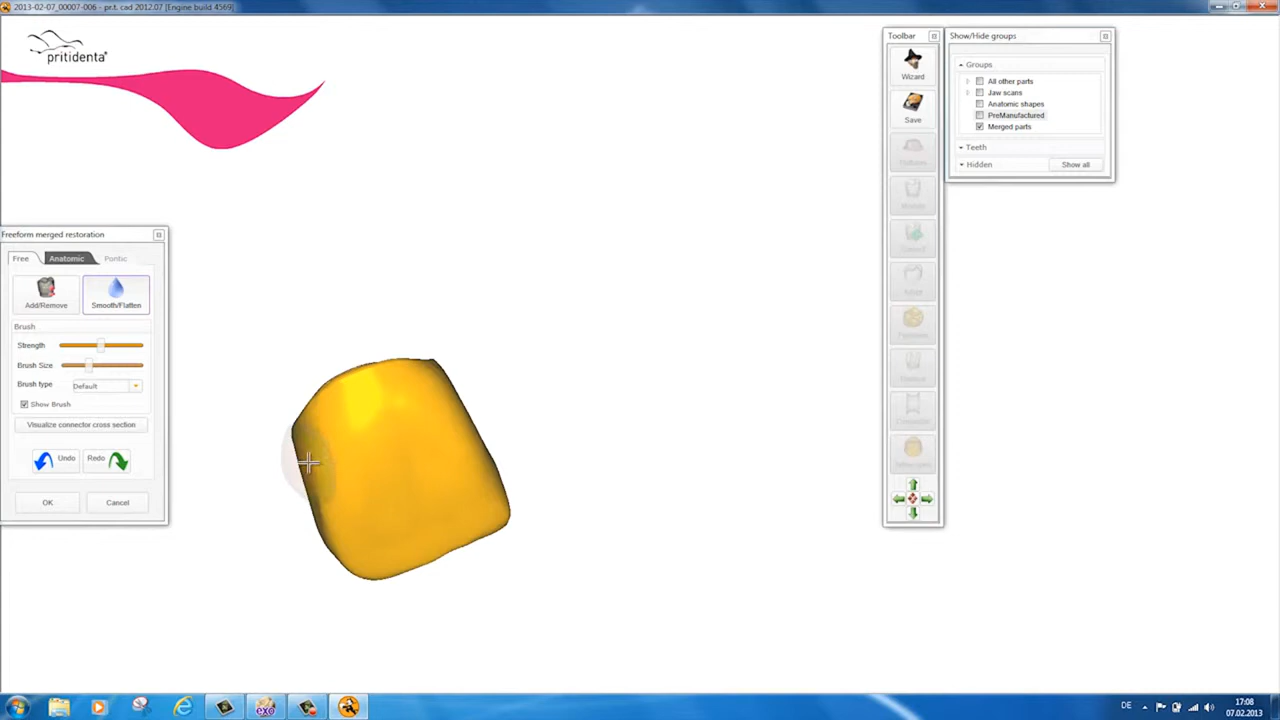 2013-02-07_00007-006 - pr.t. cad 2012.07 [Engine build 4569]
pritidenta®
Toolbar
Show/Hide groups
Wizard
Save
Groups
All other parts
Jaw scans
Anatomic shapes
PreManufactured
Merged parts
Teeth
Hidden
Show all
Freeform merged restoration
Free
Anatomic
Pontic
Add/Remove
Smooth/Flatten
Brush
Strength
Brush Size
Brush type
Default
Show Brush
Visualize connector cross section
Undo
Redo
OK
Cancel
exo
DE
17:08
07.02.2013